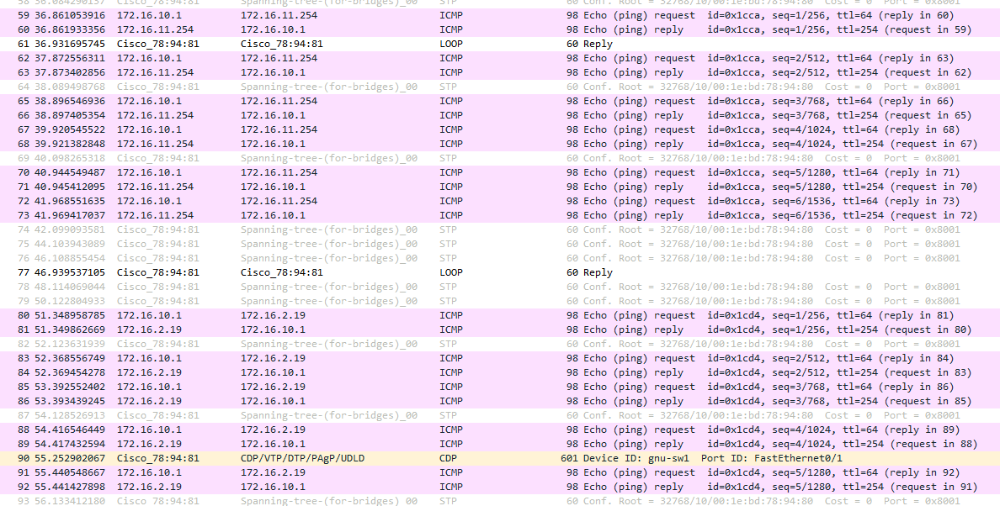 58 36.084290157 Cisco_78:94:81 Spanning-tree-(for-bridges)_00 STP 60 Conf. Root = 32768/10/00:1e:bd:78:94:80 Cost = 0 Port = 0x8001
59 36.861053916 172.16.10.1 172.16.11.254 ICMP 98 Echo (ping) request id=0x1cca, seq=1/256, ttl=64 (reply in 60)
60 36.861933356 172.16.11.254 172.16.10.1 ICMP 98 Echo (ping) reply id=0x1cca, seq=1/256, ttl=254 (request in 59)
61 36.931695745 Cisco_78:94:81 Cisco_78:94:81 LOOP 60 Reply
62 37.872556311 172.16.10.1 172.16.11.254 ICMP 98 Echo (ping) request id=0x1cca, seq=2/512, ttl=64 (reply in 63)
63 37.873402856 172.16.11.254 172.16.10.1 ICMP 98 Echo (ping) reply id=0x1cca, seq=2/512, ttl=254 (request in 62)
64 38.089498768 Cisco_78:94:81 Spanning-tree-(for-bridges)_00 STP 60 Conf. Root = 32768/10/00:1e:bd:78:94:80 Cost = 0 Port = 0x8001
65 38.896546936 172.16.10.1 172.16.11.254 ICMP 98 Echo (ping) request id=0x1cca, seq=3/768, ttl=64 (reply in 66)
66 38.897405354 172.16.11.254 172.16.10.1 ICMP 98 Echo (ping) reply id=0x1cca, seq=3/768, ttl=254 (request in 65)
67 39.920545522 172.16.10.1 172.16.11.254 ICMP 98 Echo (ping) request id=0x1cca, seq=4/1024, ttl=64 (reply in 68)
68 39.921382848 172.16.11.254 172.16.10.1 ICMP 98 Echo (ping) reply id=0x1cca, seq=4/1024, ttl=254 (request in 67)
69 40.098265318 Cisco_78:94:81 Spanning-tree-(for-bridges)_00 STP 60 Conf. Root = 32768/10/00:1e:bd:78:94:80 Cost = 0 Port = 0x8001
70 40.944549487 172.16.10.1 172.16.11.254 ICMP 98 Echo (ping) request id=0x1cca, seq=5/1280, ttl=64 (reply in 71)
71 40.945412095 172.16.11.254 172.16.10.1 ICMP 98 Echo (ping) reply id=0x1cca, seq=5/1280, ttl=254 (request in 70)
72 41.968551635 172.16.10.1 172.16.11.254 ICMP 98 Echo (ping) request id=0x1cca, seq=6/1536, ttl=64 (reply in 73)
73 41.969417037 172.16.11.254 172.16.10.1 ICMP 98 Echo (ping) reply id=0x1cca, seq=6/1536, ttl=254 (request in 72)
74 42.099093581 Cisco_78:94:81 Spanning-tree-(for-bridges)_00 STP 60 Conf. Root = 32768/10/00:1e:bd:78:94:80 Cost = 0 Port = 0x8001
75 44.103943089 Cisco_78:94:81 Spanning-tree-(for-bridges)_00 STP 60 Conf. Root = 32768/10/00:1e:bd:78:94:80 Cost = 0 Port = 0x8001
76 46.108855454 Cisco_78:94:81 Spanning-tree-(for-bridges)_00 STP 60 Conf. Root = 32768/10/00:1e:bd:78:94:80 Cost = 0 Port = 0x8001
77 46.939537105 Cisco_78:94:81 Cisco_78:94:81 LOOP 60 Reply
78 48.114069044 Cisco_78:94:81 Spanning-tree-(for-bridges)_00 STP 60 Conf. Root = 32768/10/00:1e:bd:78:94:80 Cost = 0 Port = 0x8001
79 50.122804933 Cisco_78:94:81 Spanning-tree-(for-bridges)_00 STP 60 Conf. Root = 32768/10/00:1e:bd:78:94:80 Cost = 0 Port = 0x8001
80 51.348958785 172.16.10.1 172.16.2.19 ICMP 98 Echo (ping) request id=0x1cd4, seq=1/256, ttl=64 (reply in 81)
81 51.349862669 172.16.2.19 172.16.10.1 ICMP 98 Echo (ping) reply id=0x1cd4, seq=1/256, ttl=254 (request in 80)
82 52.123631939 Cisco_78:94:81 Spanning-tree-(for-bridges)_00 STP 60 Conf. Root = 32768/10/00:1e:bd:78:94:80 Cost = 0 Port = 0x8001
83 52.368556749 172.16.10.1 172.16.2.19 ICMP 98 Echo (ping) request id=0x1cd4, seq=2/512, ttl=64 (reply in 84)
84 52.369454278 172.16.2.19 172.16.10.1 ICMP 98 Echo (ping) reply id=0x1cd4, seq=2/512, ttl=254 (request in 83)
85 53.392552402 172.16.10.1 172.16.2.19 ICMP 98 Echo (ping) request id=0x1cd4, seq=3/768, ttl=64 (reply in 86)
86 53.393439245 172.16.2.19 172.16.10.1 ICMP 98 Echo (ping) reply id=0x1cd4, seq=3/768, ttl=254 (request in 85)
87 54.128526913 Cisco_78:94:81 Spanning-tree-(for-bridges)_00 STP 60 Conf. Root = 32768/10/00:1e:bd:78:94:80 Cost = 0 Port = 0x8001
88 54.416546449 172.16.10.1 172.16.2.19 ICMP 98 Echo (ping) request id=0x1cd4, seq=4/1024, ttl=64 (reply in 89)
89 54.417432594 172.16.2.19 172.16.10.1 ICMP 98 Echo (ping) reply id=0x1cd4, seq=4/1024, ttl=254 (request in 88)
90 55.252902067 Cisco_78:94:81 CDP/VTP/DTP/PAgP/UDLD CDP 601 Device ID: gnu-sw1 Port ID: FastEthernet0/1
91 55.440548667 172.16.10.1 172.16.2.19 ICMP 98 Echo (ping) request id=0x1cd4, seq=5/1280, ttl=64 (reply in 92)
92 55.441427898 172.16.2.19 172.16.10.1 ICMP 98 Echo (ping) reply id=0x1cd4, seq=5/1280, ttl=254 (request in 91)
93 56.133412180 Cisco_78:94:81 Spanning-tree-(for-bridges)_00 STP 60 Conf. Root = 32768/10/00:1e:bd:78:94:80 Cost = 0 Port = 0x8001